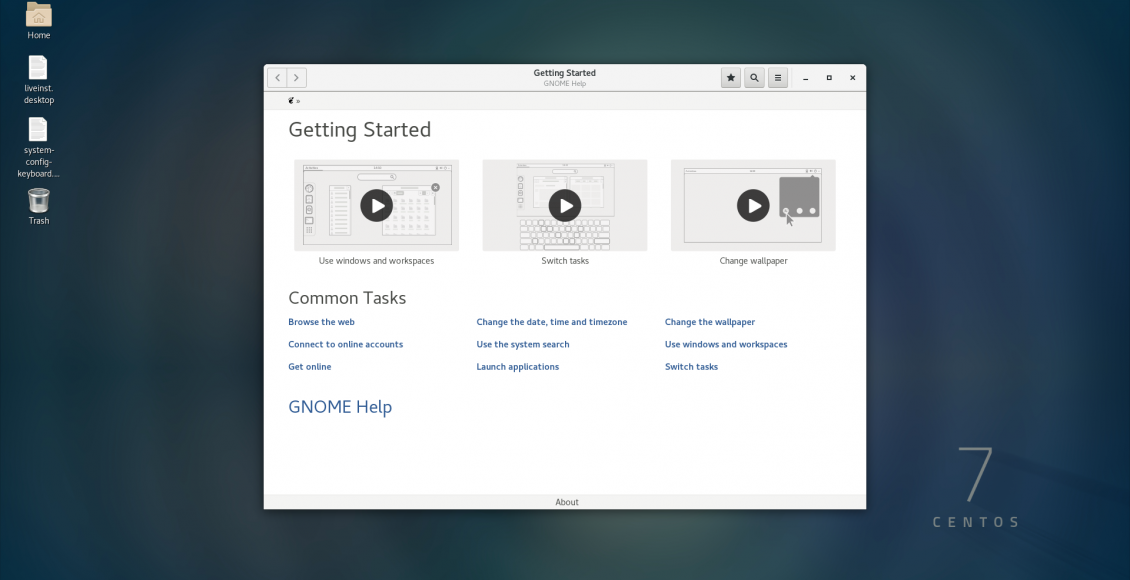 Home
liveinst.
desktop
system-
config-
keyboard....
Trash
Getting Started
GNOME Help
»
Getting Started
Use windows and workspaces
Switch tasks
Change wallpaper
Common Tasks
Browse the web
Change the date, time and timezone
Change the wallpaper
Connect to online accounts
Use the system search
Use windows and workspaces
Get online
Launch applications
Switch tasks
GNOME Help
About
7
CENTOS